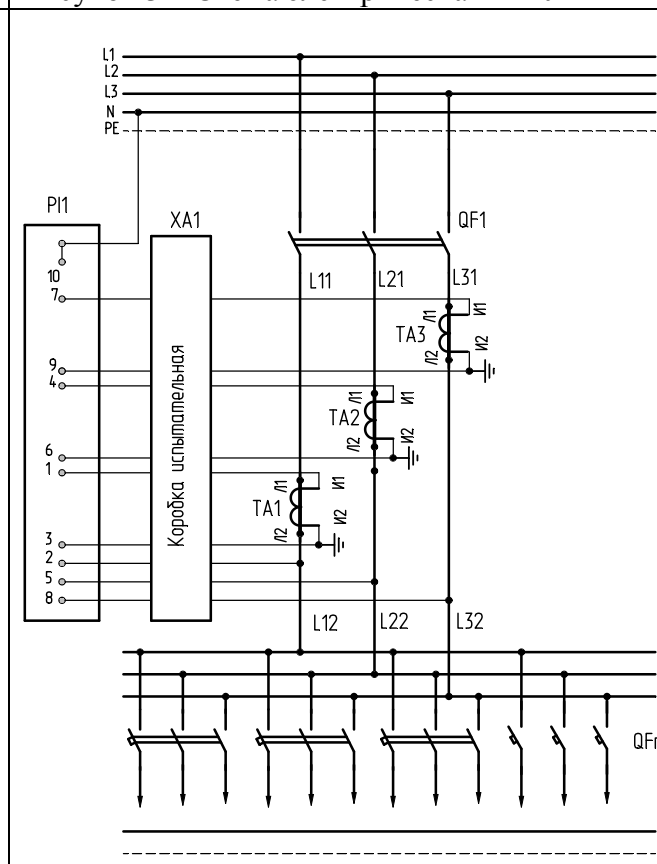 L1
L2
L3
N
PE
PI1
XA1
QF1
10
L11
L21
L31
7
Л1
И1
TA3
Л2
И2
9
4
Л1
И1
TA2
Л2
И2
6
1
Л1
И1
TA1
Л2
И2
Коробка испытательная
3
2
5
8
L12
L22
L32